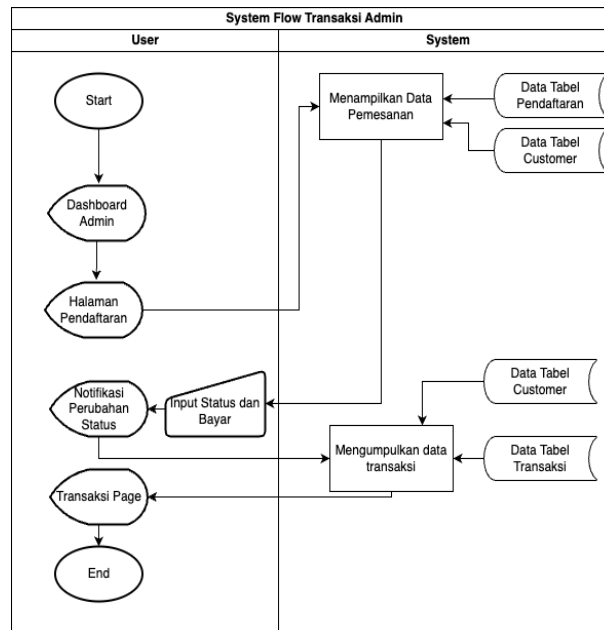 System Flow Transaksi Admin
User
System
Start
Menampilkan Data
Pemesanan
Data Tabel
Pendaftaran
Data Tabel
Customer
Dashboard
Admin
Halaman
Pendaftaran
Notifikasi
Perubahan
Status
Input Status dan
Bayar
Data Tabel
Customer
Mengumpulkan data
transaksi
Data Tabel
Transaksi
Transaksi Page
End